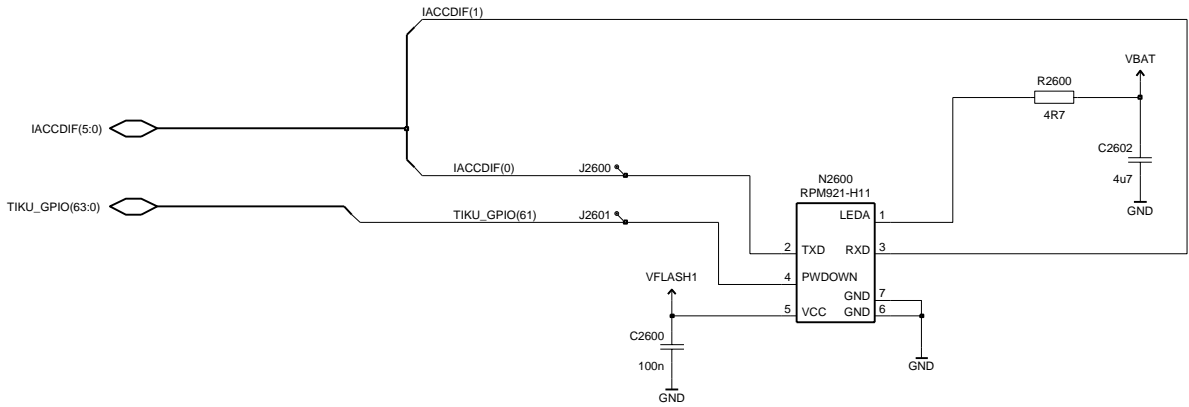 IACCDIF(1)
VBAT
R2600
4R7
IACCDIF(5:0)
C2602
4u7
GND
IACCDIF(0)
J2600
N2600
RPM921-H11
TIKU_GPIO(63:0)
TIKU_GPIO(61)
J2601
LEDA
1
2
TXD
RXD
3
VFLASH1
4
PWDOWN
GND
7
5
VCC
GND
6
C2600
100n
GND
GND